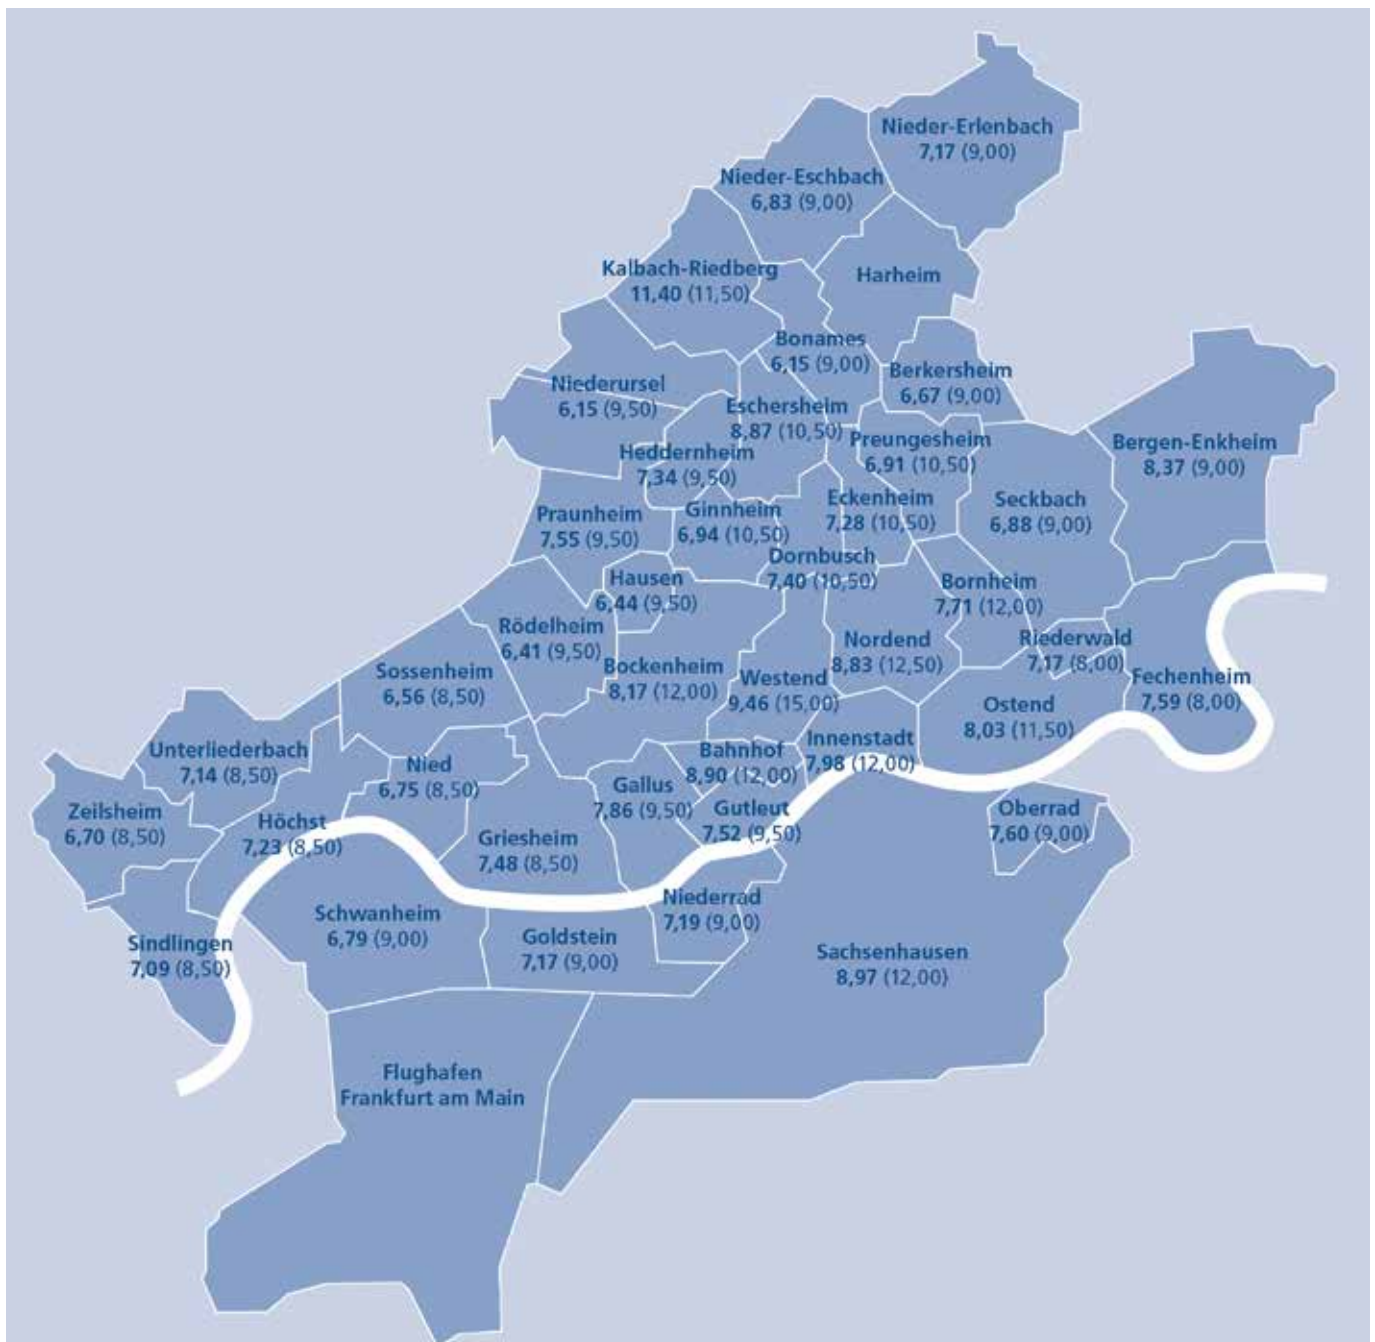 Nieder-Erlenbach
7,17 (9,00)
Nieder-Eschbach
6,83 (9,00)
Kalbach-Riedberg
11,40 (11,50)
Harheim
Bonames
6,15 (9,00)
Berkersheim
6,67 (9,00)
Niederursel
6,15 (9,50)
Eschersheim
8,87 (10,50)
Preungesheim
6,91 (10,50)
Bergen-Enkheim
8,37 (9,00)
Heddernheim
7,34 (9,50)
Eckenheim
7,28 (10,50)
Seckbach
6,88 (9,00)
Praunheim
7,55 (9,50)
Ginnheim
6,94 (10,50)
Dornbusch
7,40 (10,50)
Hausen
6,44 (9,50)
Bornheim
7,71 (12,00)
Rödelheim
6,41 (9,50)
Nordend
8,83 (12,50)
Riederwald
7,17 (8,00)
Sossenheim
6,56 (8,50)
Bockenheim
8,17 (12,00)
Westend
9,46 (15,00)
Fechenheim
7,59 (8,00)
Ostend
8,03 (11,50)
Unterliederbach
7,14 (8,50)
Nied
6,75 (8,50)
Bahnhof
8,90 (12,00)
Innenstadt
7,98 (12,00)
Gallus
7,86 (9,50)
Gutleut
7,52 (9,50)
Oberrad
7,60 (9,00)
Zeilsheim
6,70 (8,50)
Höchst
7,23 (8,50)
Griesheim
7,48 (8,50)
Niederrad
7,19 (9,00)
Schwanheim
6,79 (9,00)
Goldstein
7,17 (9,00)
Sindlingen
7,09 (8,50)
Sachsenhausen
8,97 (12,00)
Flughafen
Frankfurt am Main